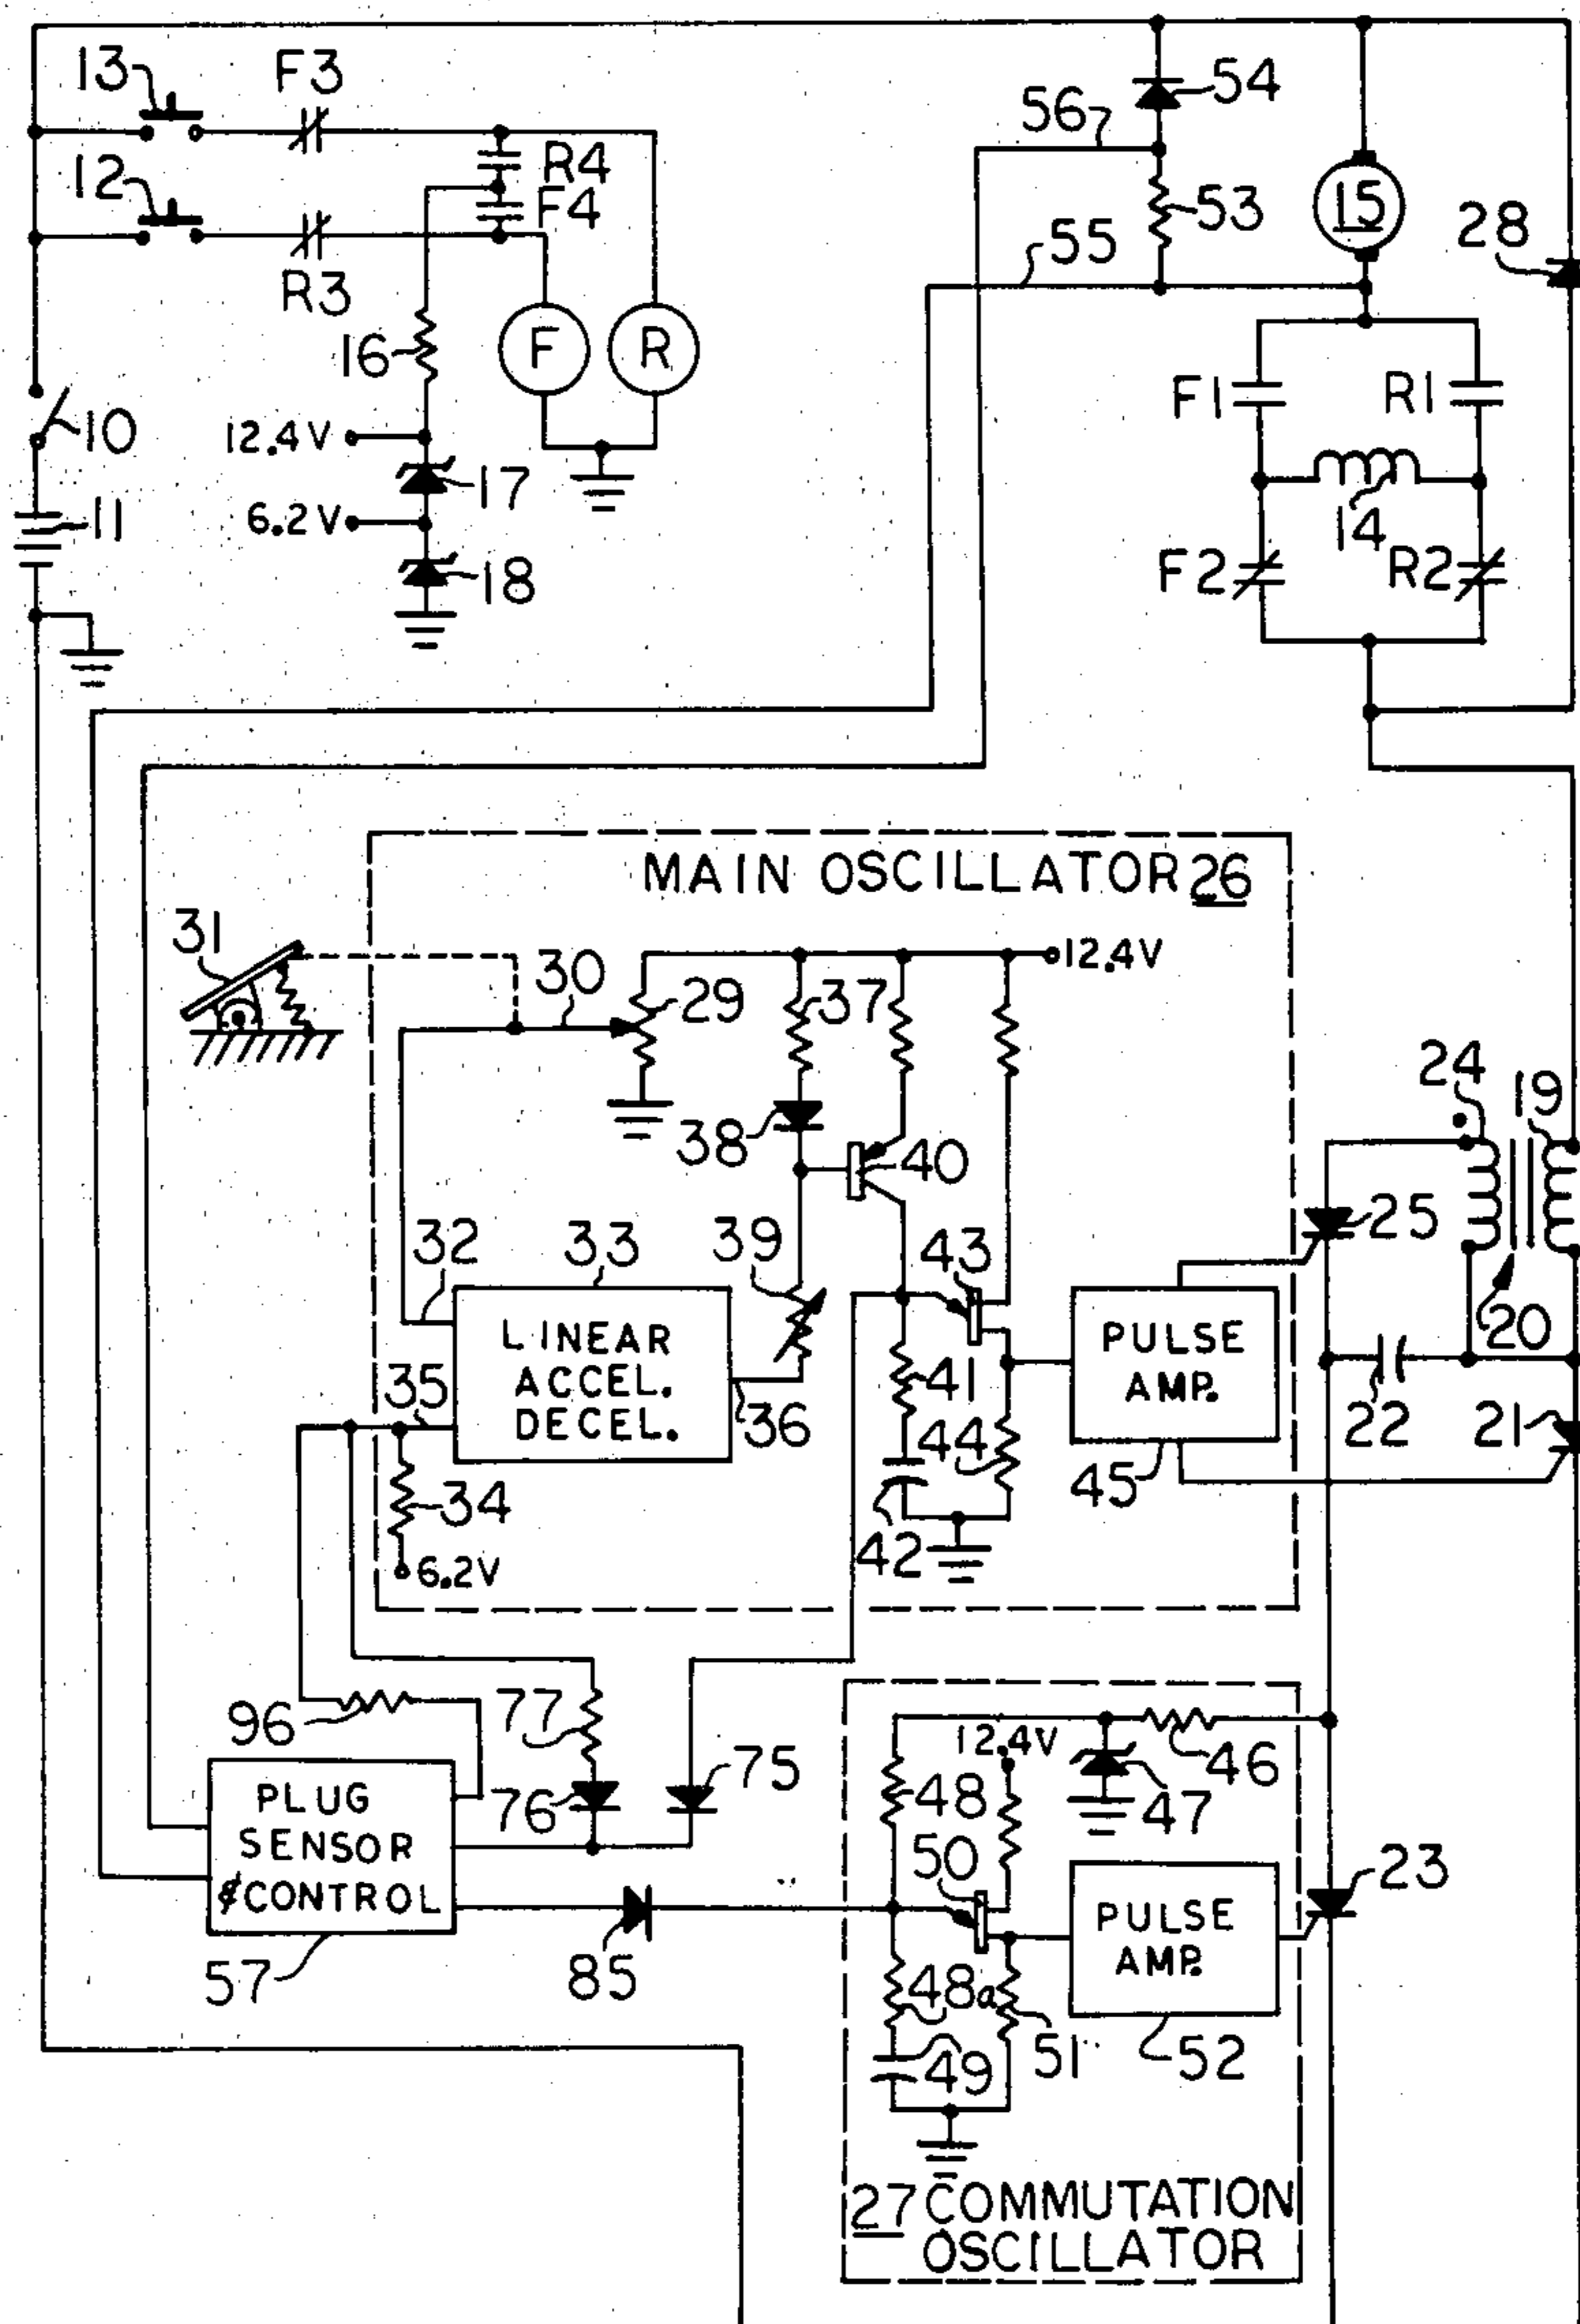 13
F3
54
56
R4
12
F4
53
15
28
55
R3
16
F
R
F1
R1
10
12.4V
17
11
6.2V
14
18
F2
R2
MAIN OSCILLATOR 26
31
30
29
37
12.4V
24
19
38
40
25
32
33
39
43
LINEAR
ACCEL.
DECEL.
PULSE
AMP.
20
35
41
36
44
22
21
34
45
42
6.2V
96
77
12.4V
46
75
48
47
76
50
PLUG
SENSOR
&CONTROL
23
PULSE
AMP.
57
85
48a
49
51
52
27 COMMUTATION
OSCILLATOR